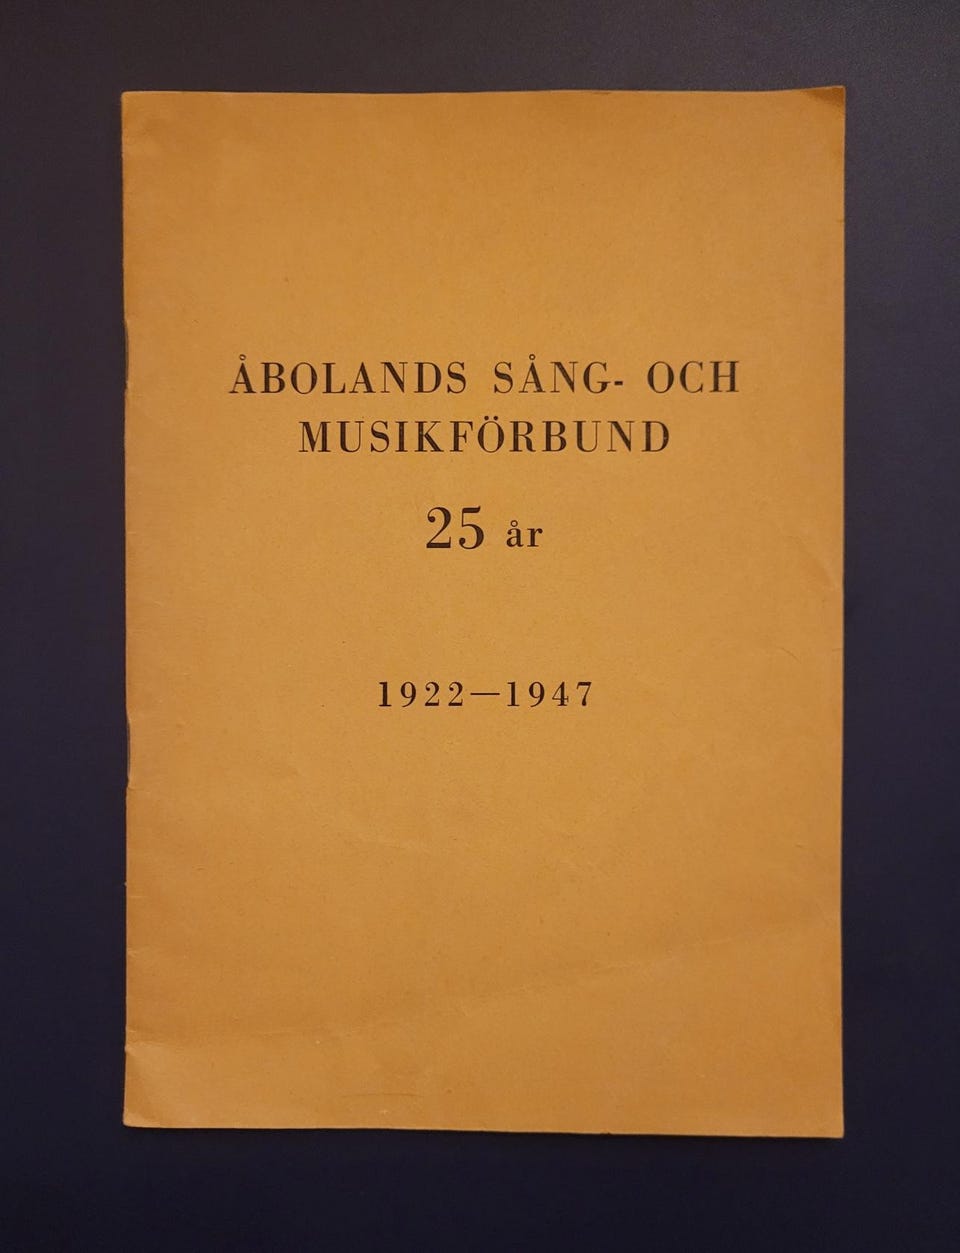 ÅBOLANDS SÅNG- OCH
MUSIKFÖRBUND
25 år
1922—1947